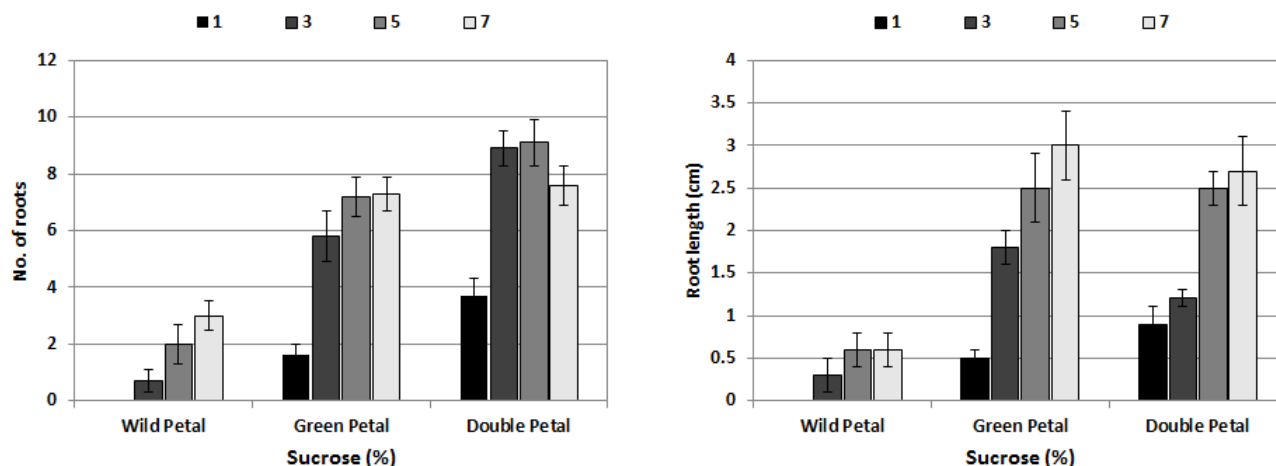 1 3 5 7
12
10
8
6
4
2
0
No. of roots
Wild Petal Green Petal Double Petal
Sucrose (%)
1 3 5 7
4
3.5
3
2.5
2
1.5
1
0.5
0
Root length (cm)
Wild Petal Green Petal Double Petal
Sucrose (%)